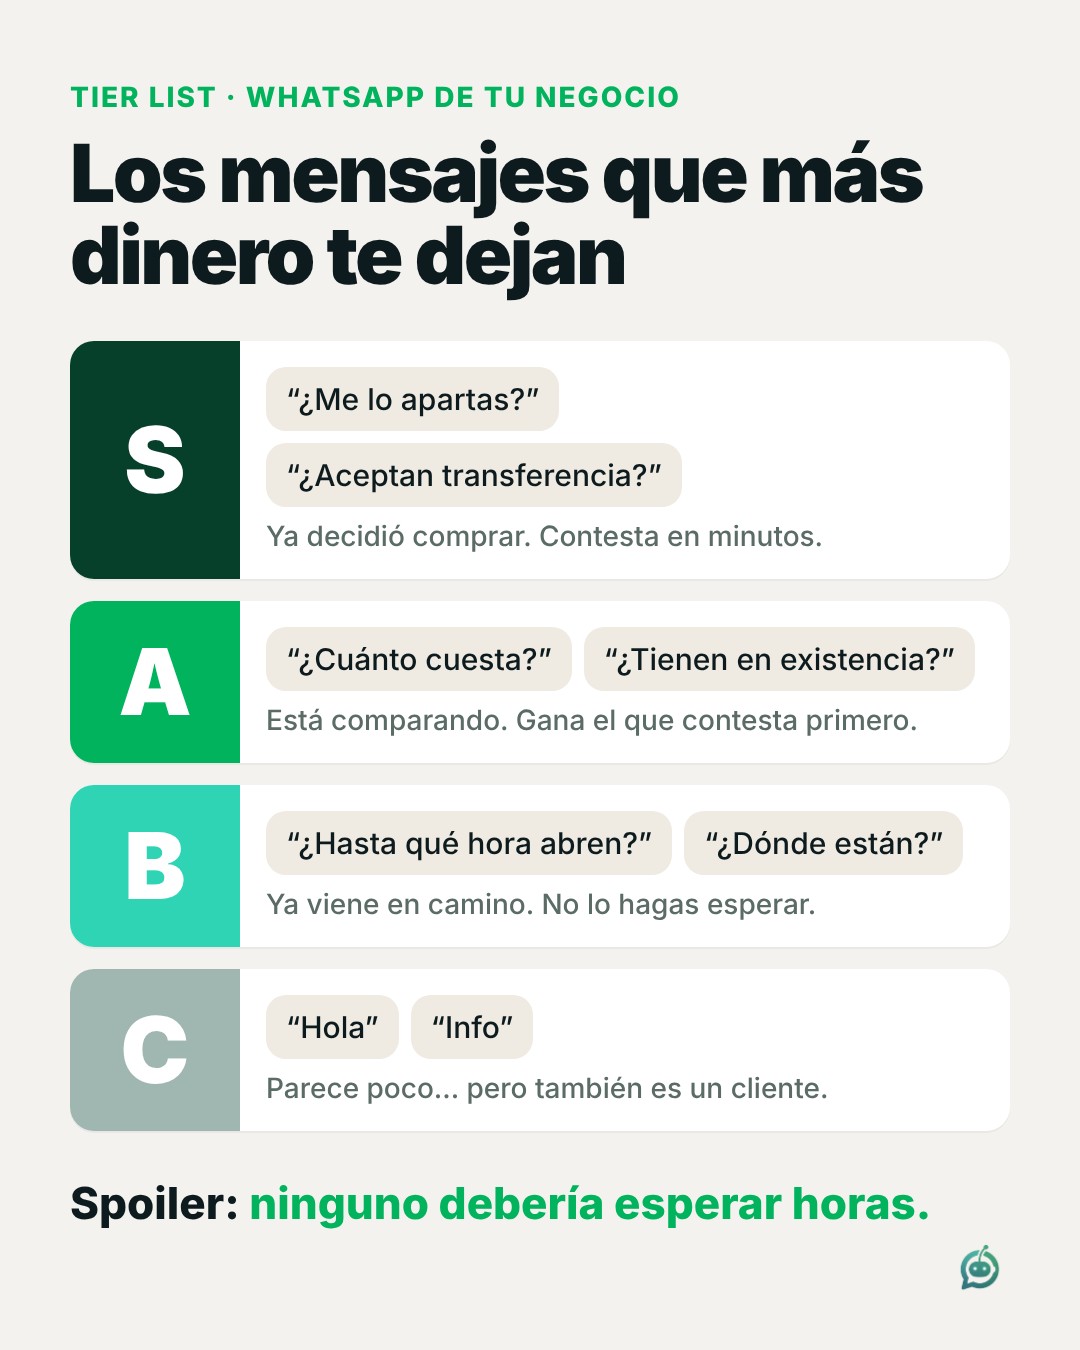 TIER LIST · WHATSAPP DE TU NEGOCIO
Los mensajes que más
dinero te dejan
S
“¿Me lo apartas?”
“¿Aceptan transferencia?”
Ya decidió comprar. Contesta en minutos.
A
“¿Cuánto cuesta?” “¿Tienen en existencia?”
Está comparando. Gana el que contesta primero.
B
“¿Hasta qué hora abren?” “¿Dónde están?”
Ya viene en camino. No lo hagas esperar.
C
“Hola” “Info”
Parece poco... pero también es un cliente.
Spoiler: ninguno debería esperar horas.